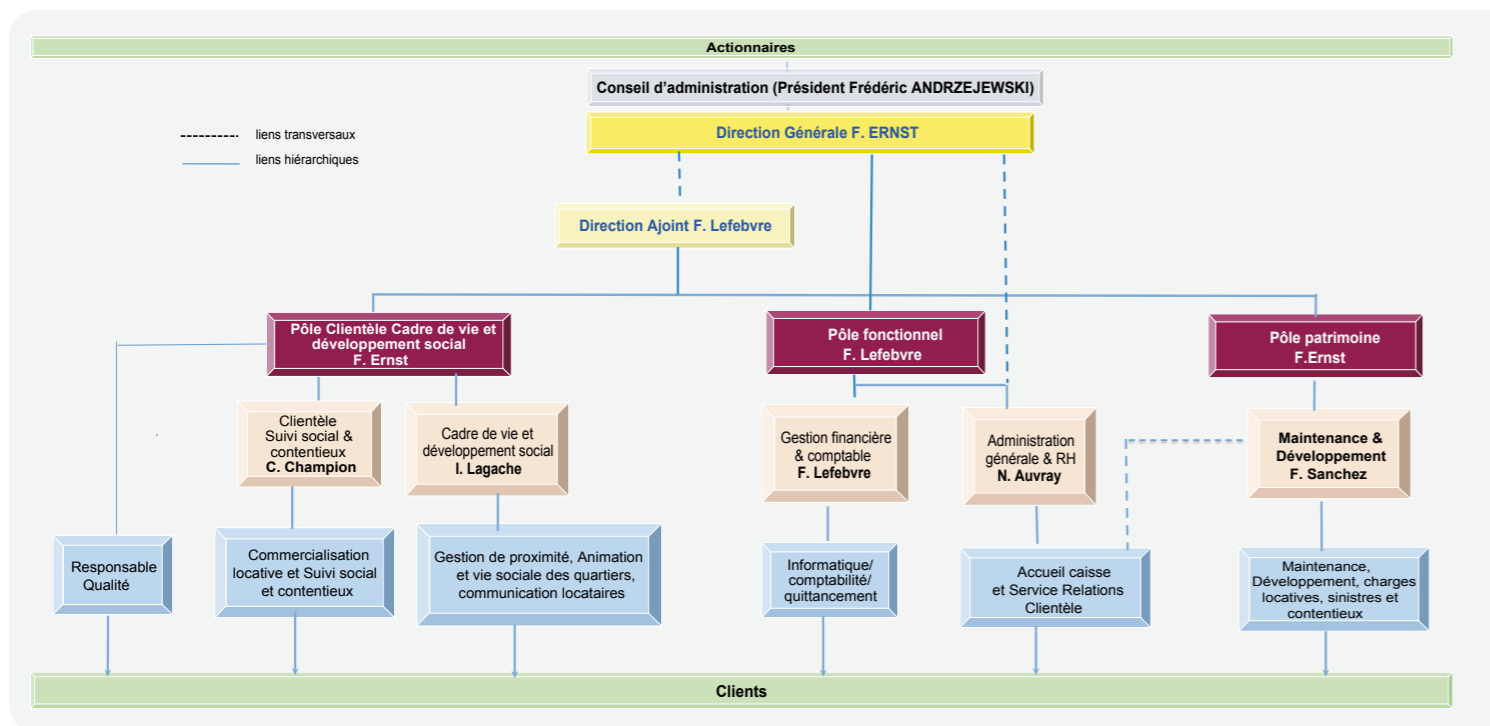 Actionnaires
Conseil d'administration (Président Frédéric ANDRZEJEWSKI)
liens transversaux
liens hiérarchiques
Direction Générale F. ERNST
Direction Ajoint F. Lefebvre
Pôle Clientèle Cadre de vie et
développement social
F. Ernst
Pôle fonctionnel
F. Lefebvre
Pôle patrimoine
F.Ernst
Clientèle
Suivi social &
contentieux
C. Champion
Cadre de vie et
développement social
I. Lagache
Gestion financière
& comptable
F. Lefebvre
Administration
générale & RH
N. Auvray
Maintenance &
Développement
F. Sanchez
Responsable
Qualité
Commercialisation
locative et Suivi social
et contentieux
Gestion de proximité, Animation
et vie sociale des quartiers,
communication locataires
Informatique/
comptabilité/
quittancement
Accueil caisse
et Service Relations
Clientèle
Maintenance,
Développement, charges
locatives, sinistres et
contentieux
Clients